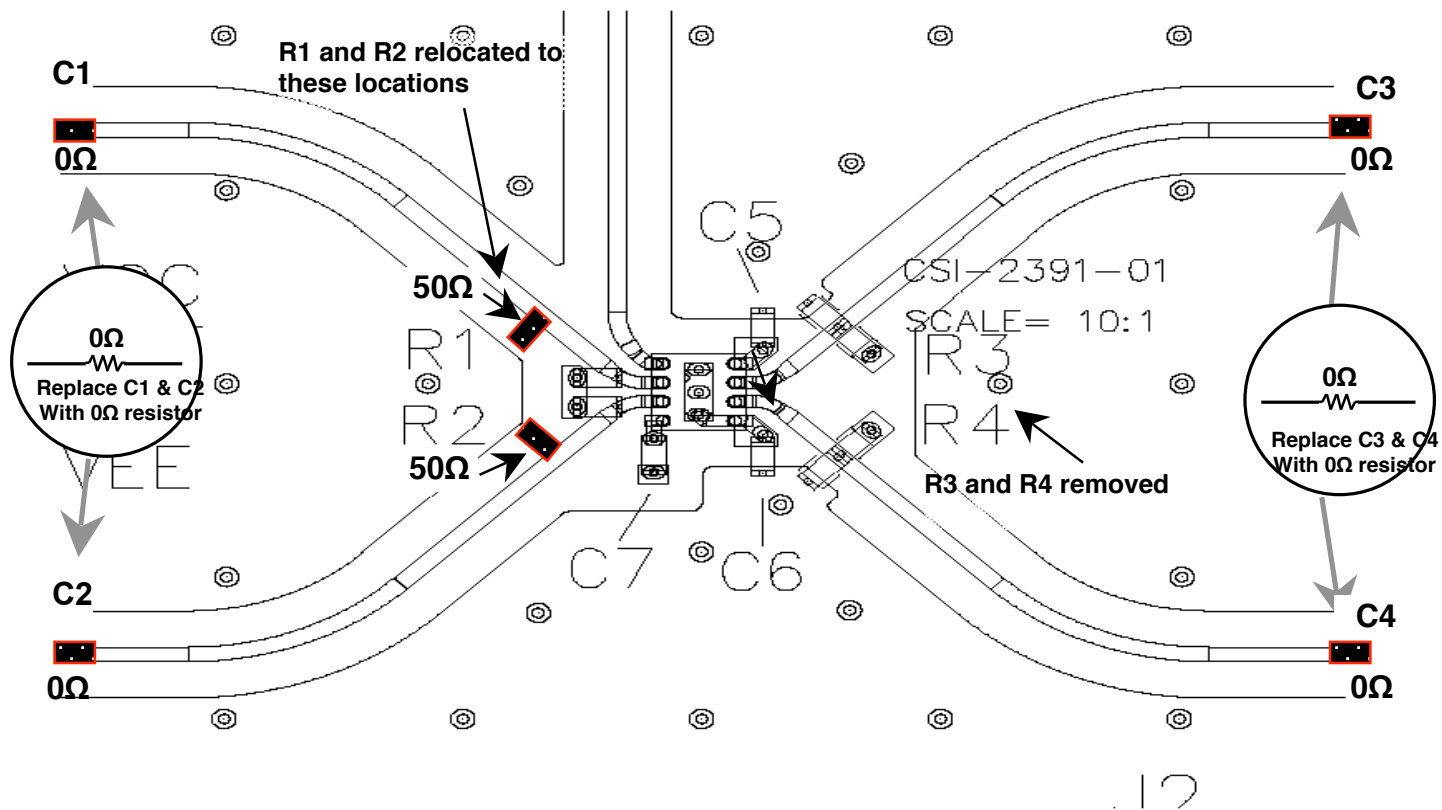 R1 and R2 relocated to
these locations
C1
C3
0Ω
0Ω
C5
CSI-2391-01
SCALE= 10:1
50Ω
R1
R3
0Ω
Replace C1 & C2
With 0Ω resistor
0Ω
Replace C3 & C4
With 0Ω resistor
R2
R4
50Ω
R3 and R4 removed
VEE
C7
C6
C2
C4
0Ω
0Ω
J2